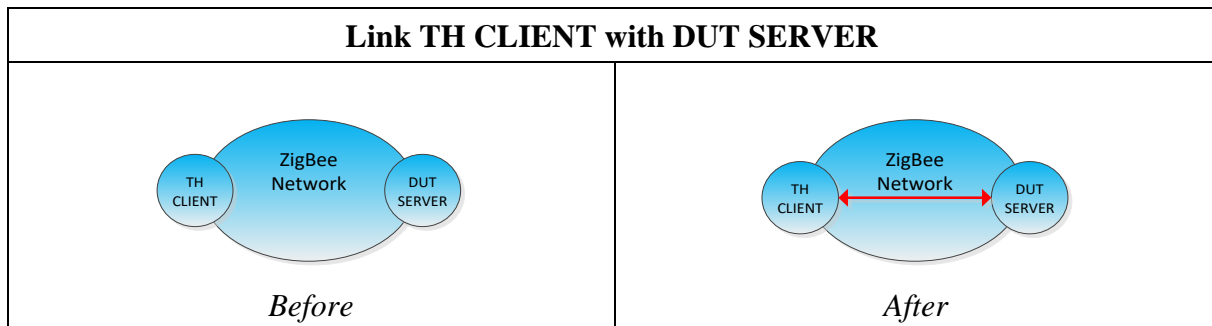 Link TH CLIENT with DUT SERVER
ZigBee
Network
TH
CLIENT
DUT
SERVER
Before
ZigBee
Network
TH
CLIENT
DUT
SERVER
After